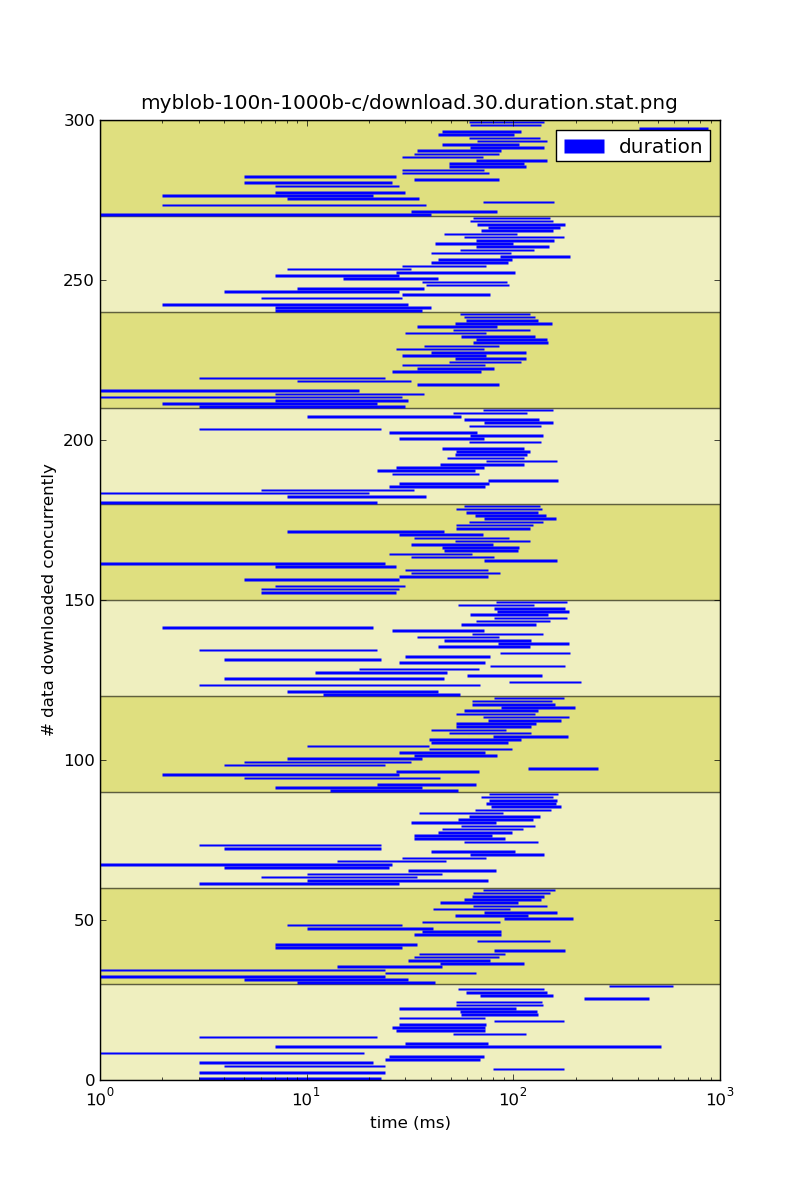 myblob-100n-1000b-c/download.30.duration.stat.png
duration
300
250
200
150
100
50
0
# data downloaded concurrently
10^0 10^1 10^2 10^3
time (ms)